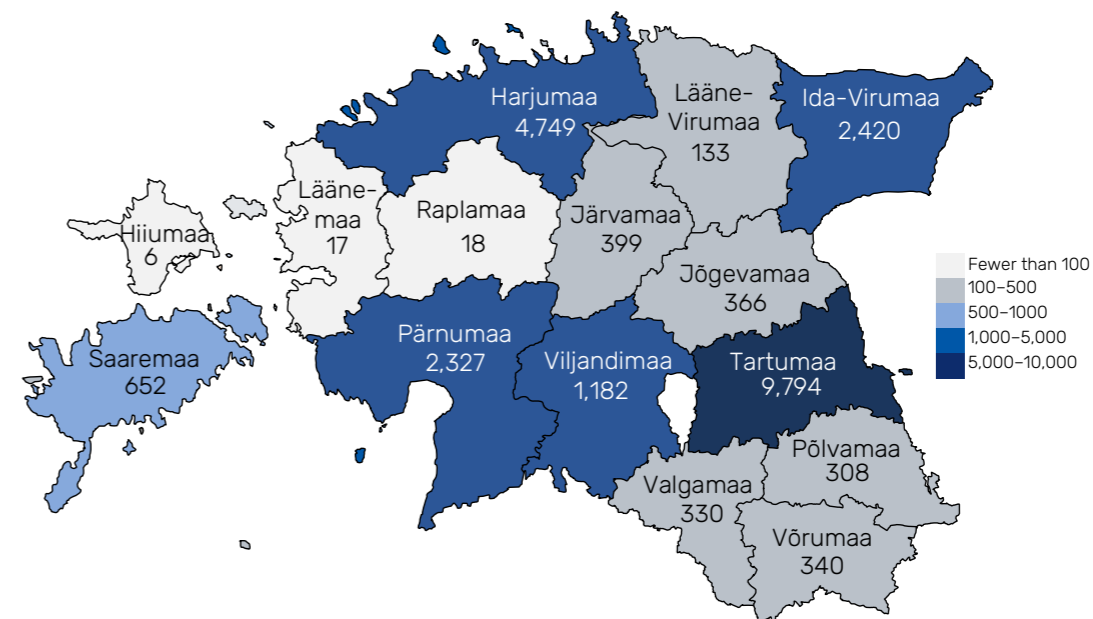 Harjumaa
4,749
Lääne-
Virumaa
133
Ida-Virumaa
2,420
Lääne-
maa
17
Raplamaa
18
Järvamaa
399
Hiiumaa
6
Jõgevamaa
366
Fewer than 100
100–500
500–1000
1,000–5,000
5,000–10,000
Saaremaa
652
Pärnumaa
2,327
Viljandimaa
1,182
Tartumaa
9,794
Põlvamaa
308
Valgamaa
330
Võrumaa
340